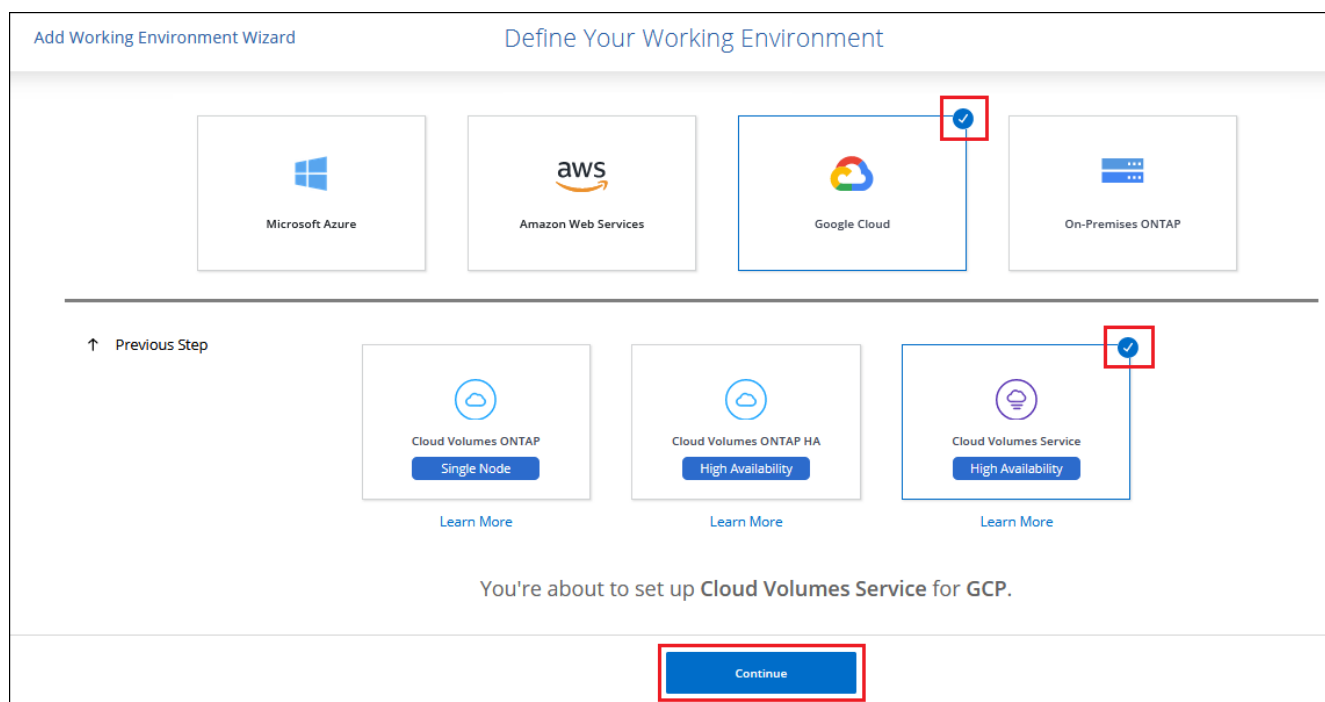 Add Working Environment Wizard
Define Your Working Environment
aws
Microsoft Azure
Amazon Web Services
Google Cloud
On-Premises ONTAP
↑ Previous Step
Cloud Volumes ONTAP
Single Node
Learn More
Cloud Volumes ONTAP HA
High Availability
Learn More
Cloud Volumes Service
High Availability
Learn More
You're about to set up Cloud Volumes Service for GCP.
Continue